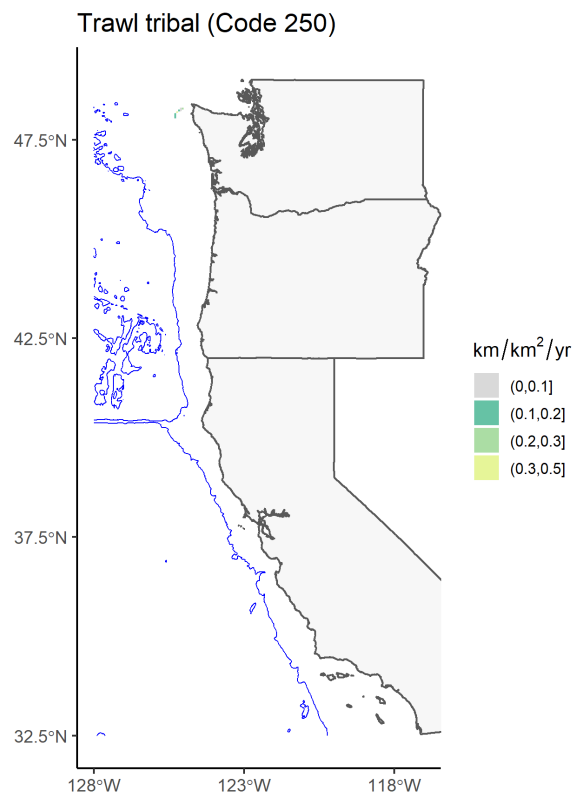 Trawl tribal (Code 250)
47.5°N
42.5°N
37.5°N
32.5°N
128°W
123°W
118°W
km/km²/yr
(0,0.1]
(0.1,0.2]
(0.2,0.3]
(0.3,0.5]